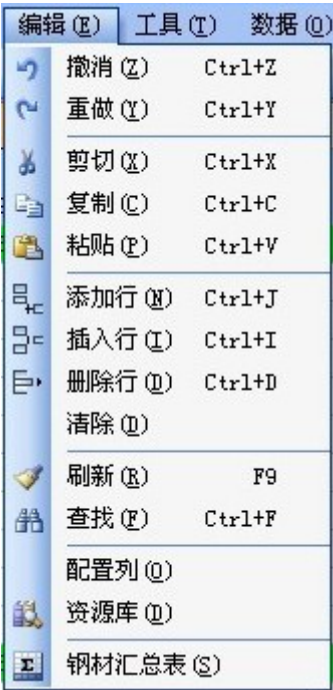 编辑(E) 工具(T) 数据(D)
撤消(Z) Ctrl+Z
重做(Y) Ctrl+Y
剪切(X) Ctrl+X
复制(C) Ctrl+C
粘贴(P) Ctrl+V
添加行(N) Ctrl+J
插入行(I) Ctrl+I
删除行(D) Ctrl+D
清除(D)
刷新(R) F9
查找(F) Ctrl+F
配置列(O)
资源库(D)
Σ 钢材汇总表(S)